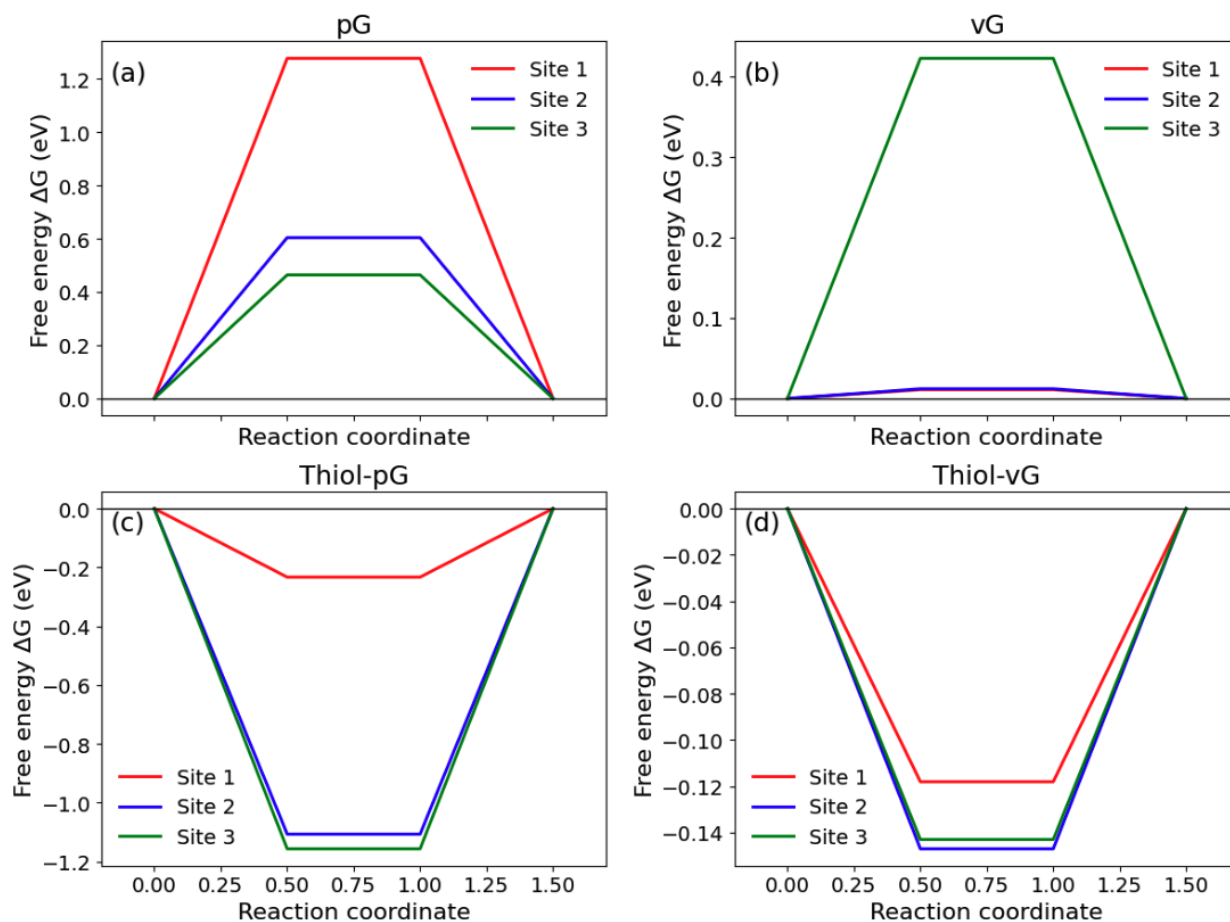 pG
(a)
Site 1
Site 2
Site 3
Free energy ΔG (eV)
1.2
1.0
0.8
0.6
0.4
0.2
0.0
Reaction coordinate
vG
(b)
Site 1
Site 2
Site 3
Free energy ΔG (eV)
0.4
0.3
0.2
0.1
0.0
Reaction coordinate
Thiol-pG
(c)
Site 1
Site 2
Site 3
Free energy ΔG (eV)
0.0
−0.2
−0.4
−0.6
−0.8
−1.0
−1.2
0.00 0.25 0.50 0.75 1.00 1.25 1.50
Reaction coordinate
Thiol-vG
(d)
Site 1
Site 2
Site 3
Free energy ΔG (eV)
0.00
−0.02
−0.04
−0.06
−0.08
−0.10
−0.12
−0.14
0.00 0.25 0.50 0.75 1.00 1.25 1.50
Reaction coordinate